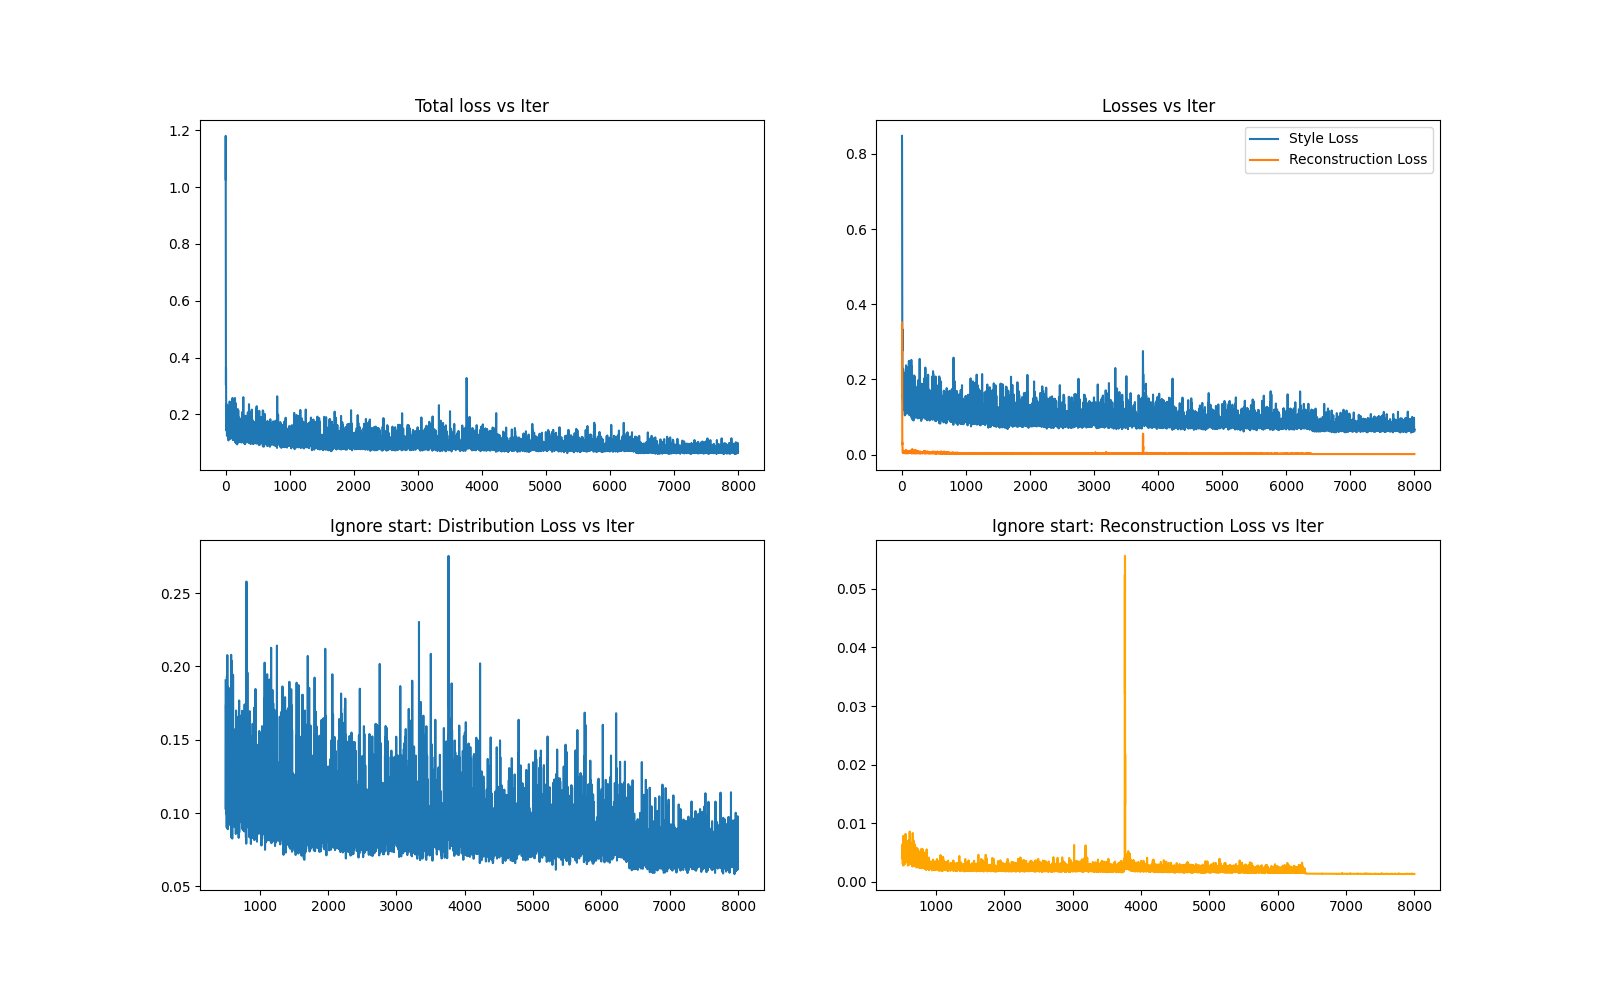 Total loss vs Iter
1.2
1.0
0.8
0.6
0.4
0.2
0 1000 2000 3000 4000 5000 6000 7000 8000
Losses vs Iter
Style Loss
Reconstruction Loss
0.8
0.6
0.4
0.2
0.0
0 1000 2000 3000 4000 5000 6000 7000 8000
Ignore start: Distribution Loss vs Iter
0.25
0.20
0.15
0.10
0.05
1000 2000 3000 4000 5000 6000 7000 8000
Ignore start: Reconstruction Loss vs Iter
0.05
0.04
0.03
0.02
0.01
0.00
1000 2000 3000 4000 5000 6000 7000 8000